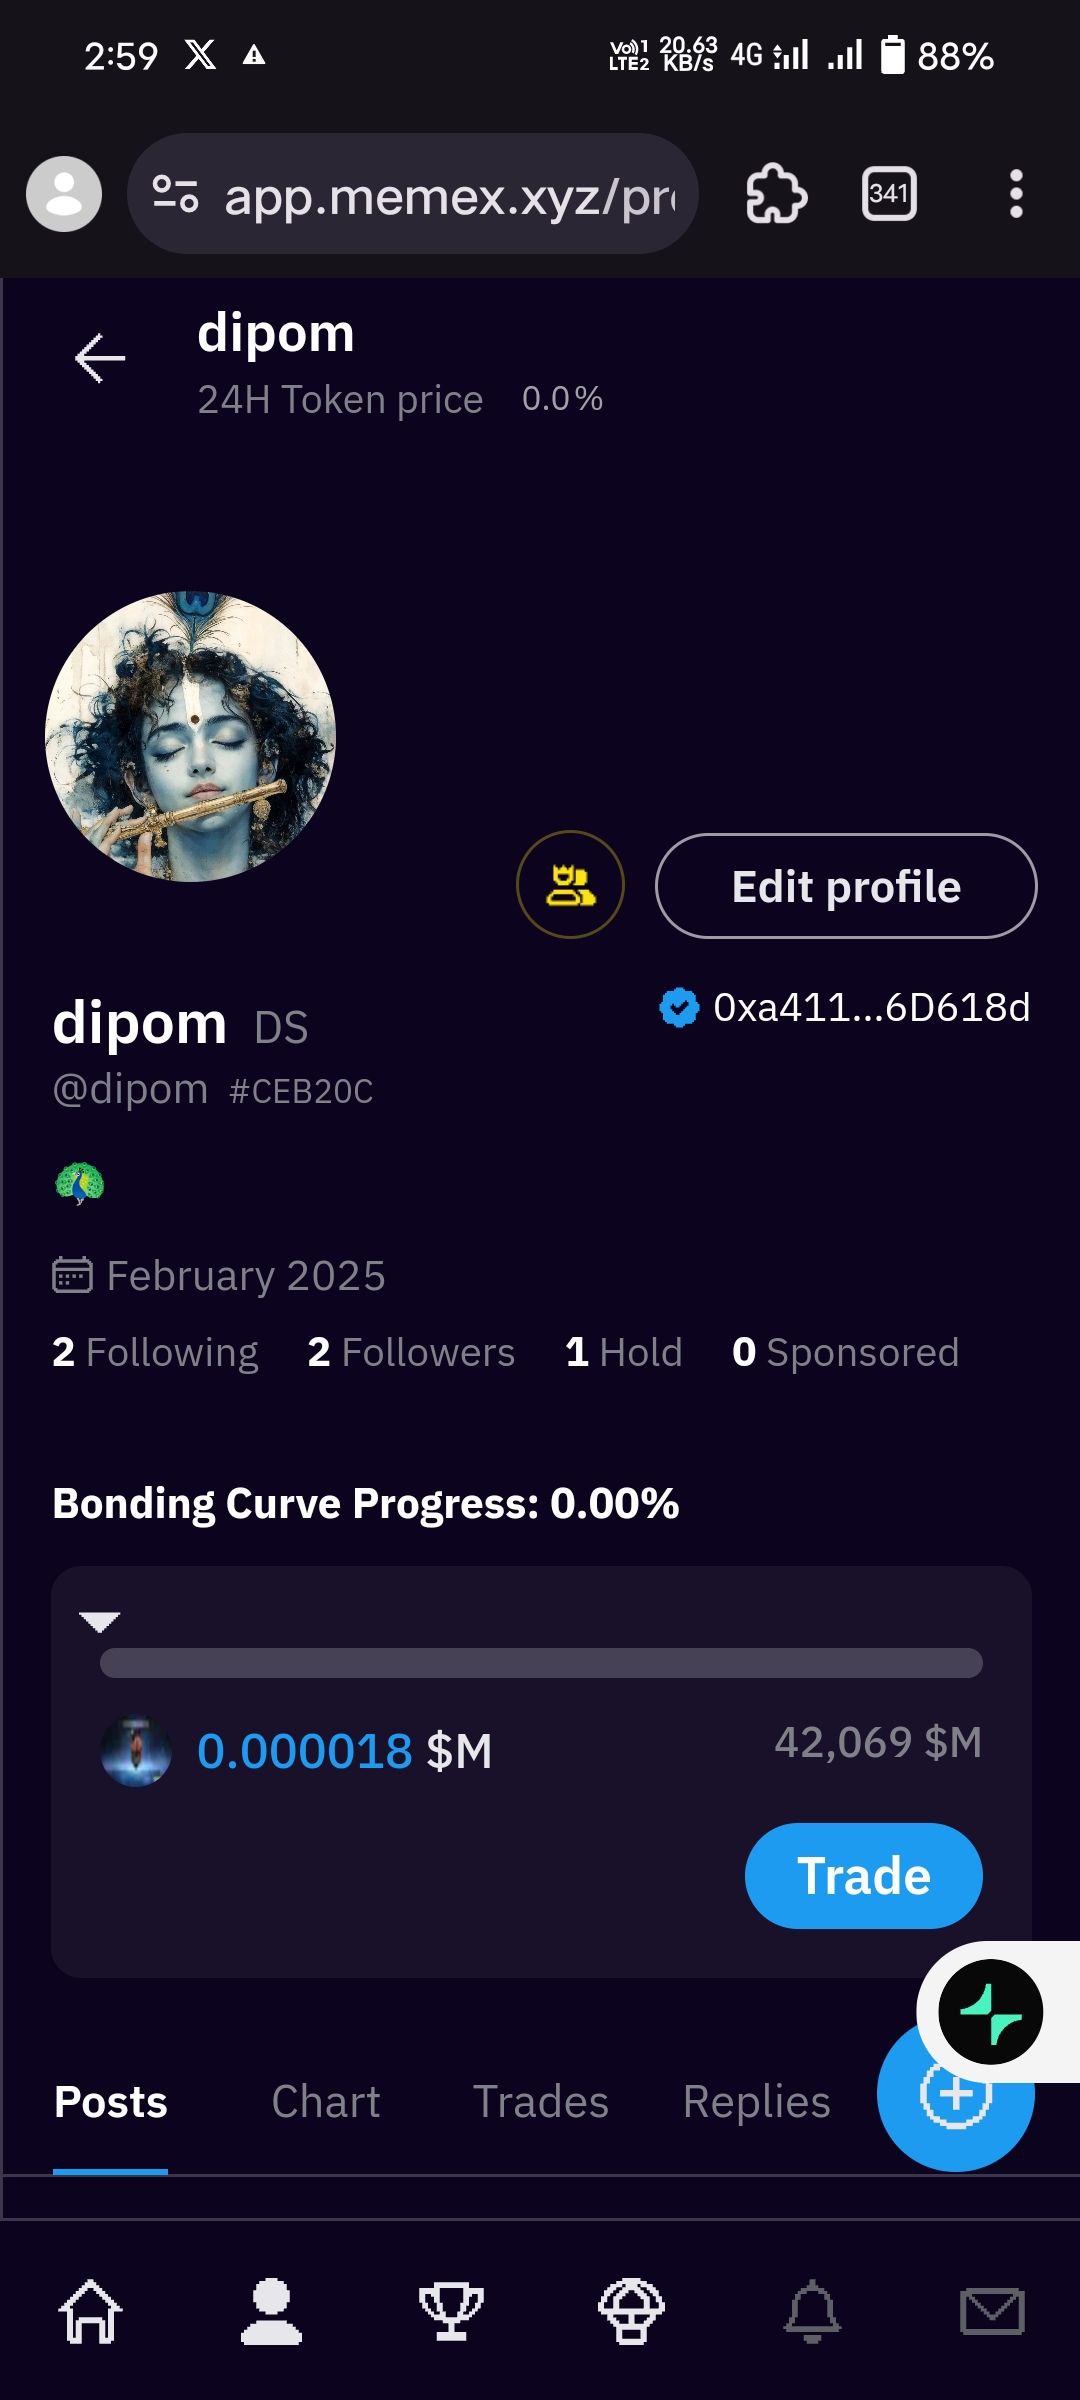 2:59 Vo)) 1 LTE2 20.63 KB/s 4G 88%
app.memex.xyz/pr 341
dipom
24H Token price 0.0%
Edit profile
dipom DS 0xa411...6D618d
@dipom #CEB20C
🦚
February 2025
2 Following 2 Followers 1 Hold 0 Sponsored
Bonding Curve Progress: 0.00%
0.000018 $M 42,069 $M
Trade
Posts Chart Trades Replies